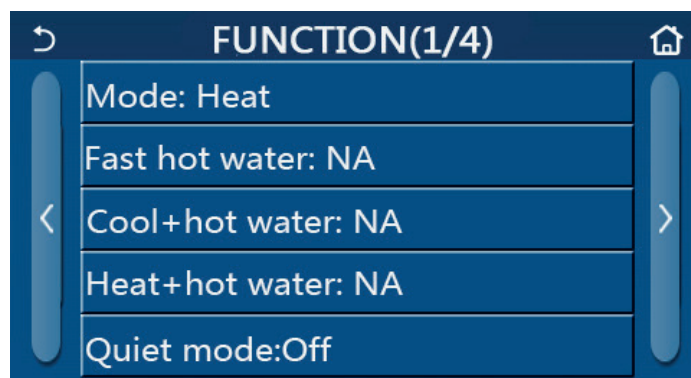 FUNCTION(1/4)
Mode: Heat
Fast hot water: NA
Cool+hot water: NA
Heat+hot water: NA
Quiet mode:Off